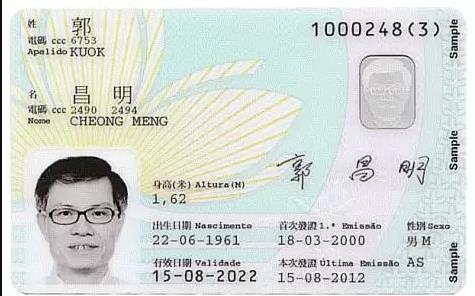 姓 郭
電碼 ccc 6753
Apelido KUOK
1000248(3)
Sample
名 昌 明
電碼 ccc 2490 2494
Nome CHEONG MENG
Sample
郭 昌 明
身高(米) Altura(M)
1,62
出生日期 Nascimento 首次發證 1.ª Emissão 性別 Sexo
22-06-1961 18-03-2000 男 M
有效日期 Validade 本次發證 Última Emissão AS
15-08-2022 15-08-2012
Sample